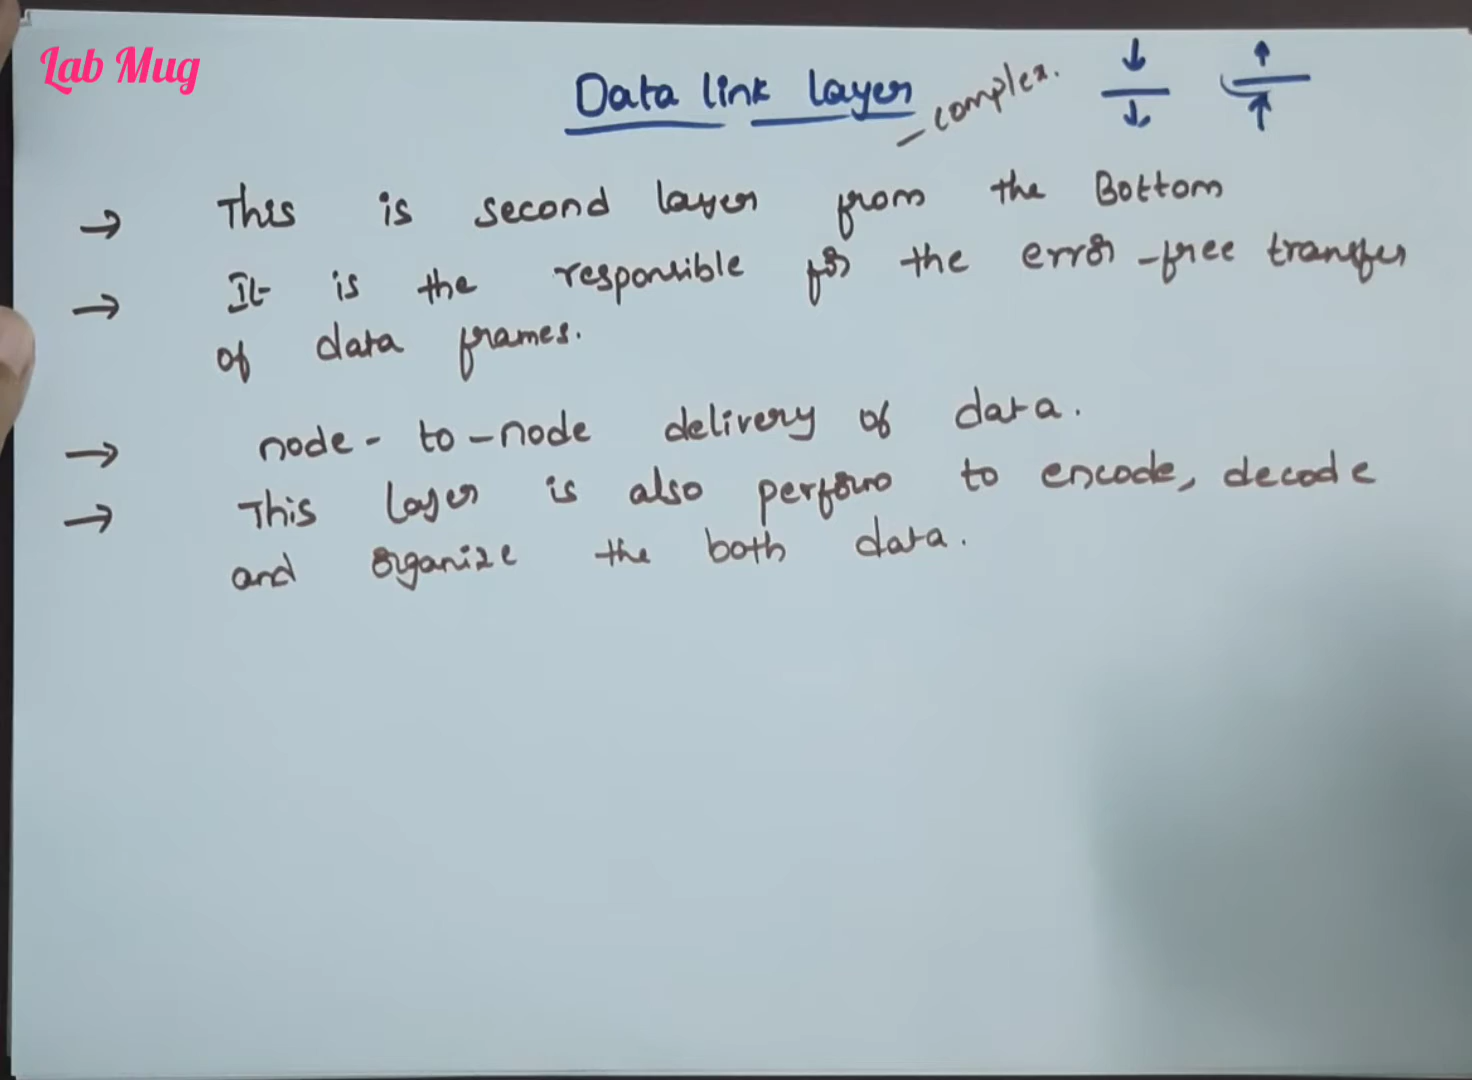 Lab Mug
Data link layer
- complex.
→ This is second layer from the Bottom
→ It is the responsible for the error-free transfer
of data frames.
→ node-to-node delivery of data.
→ This layer is also perform to encode, decode
and organize the both data.